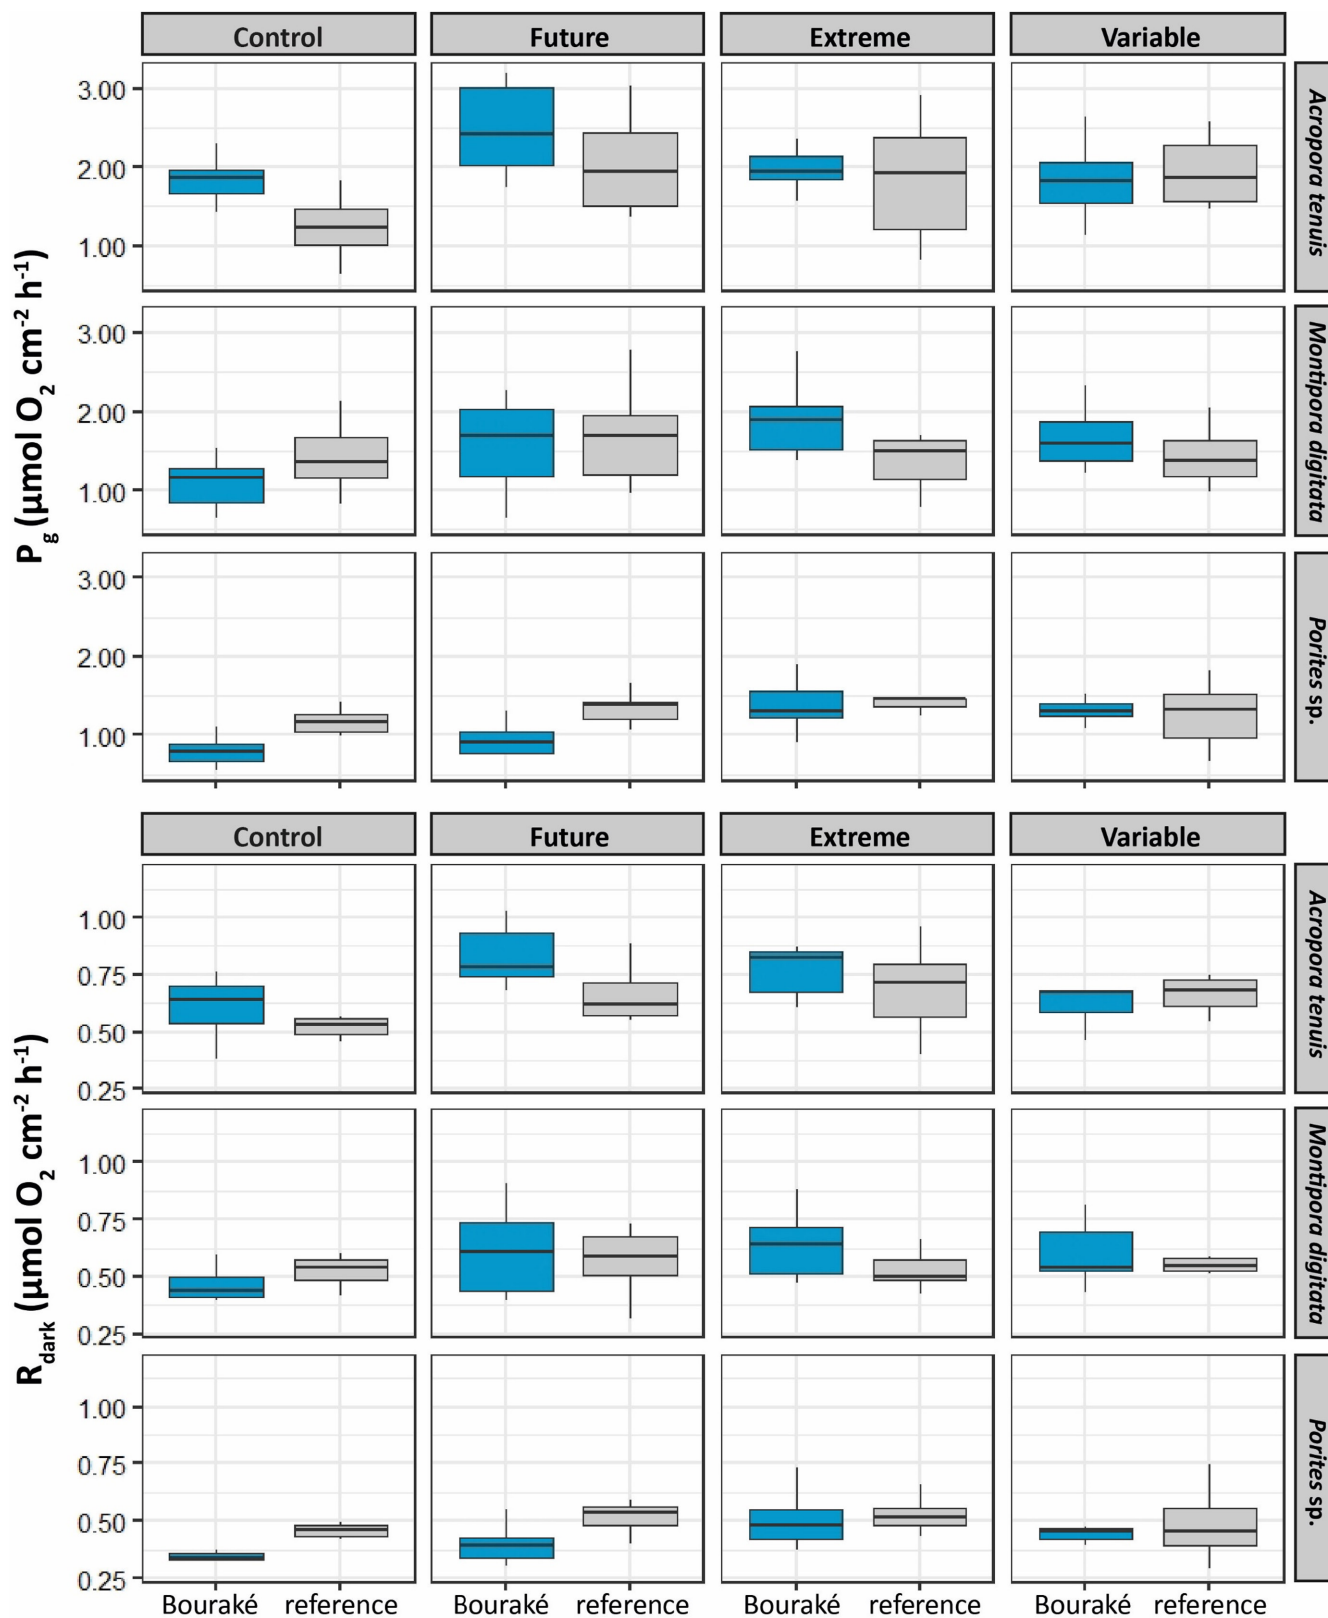 Control Future Extreme Variable
P_g (µmol O₂ cm⁻² h⁻¹)
3.00
2.00
1.00
Acropora tenuis
3.00
2.00
1.00
Montipora digitata
3.00
2.00
1.00
Porites sp.
Control Future Extreme Variable
R_dark (µmol O₂ cm⁻² h⁻¹)
1.00
0.75
0.50
0.25
Acropora tenuis
1.00
0.75
0.50
0.25
Montipora digitata
1.00
0.75
0.50
0.25
Porites sp.
Bouraké reference Bouraké reference Bouraké reference Bouraké reference